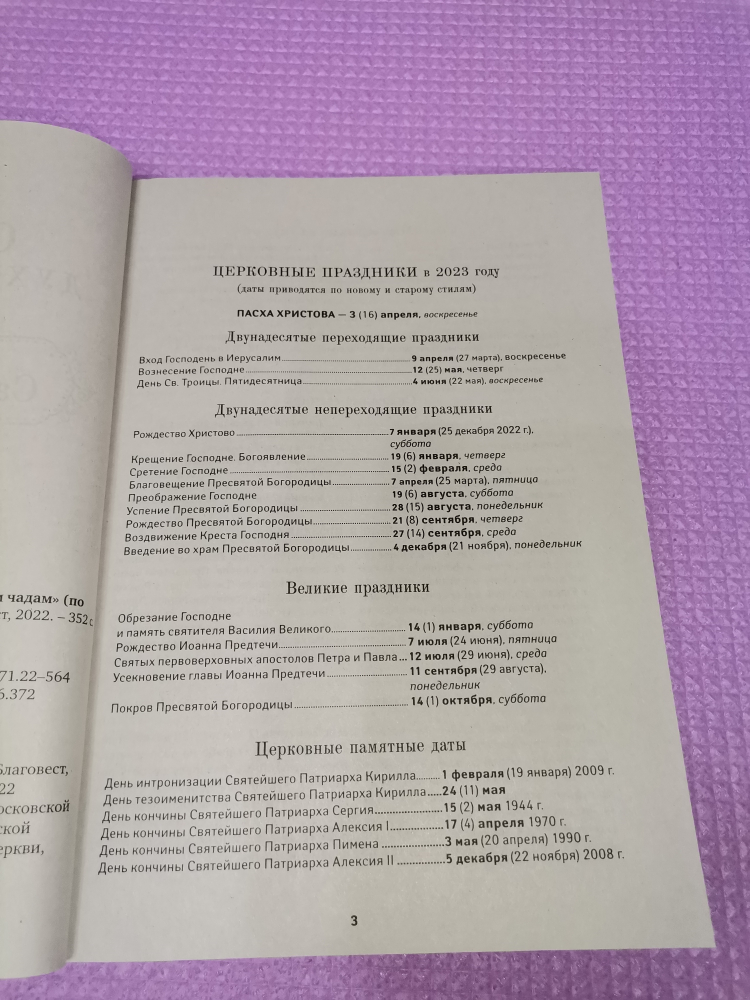 и чадам» (по
ст, 2022. – 352 с
71.22–564
6.372
Благовест,
22
осковской
ской
еркви,
ЦЕРКОВНЫЕ ПРАЗДНИКИ в 2023 году
(даты приводятся по новому и старому стилям)
ПАСХА ХРИСТОВА — 3 (16) апреля, воскресенье
Двунадесятые переходящие праздники
Вход Господень в Иерусалим....................9 апреля (27 марта), воскресенье
Вознесение Господне....................12 (25) мая, четверг
День Св. Троицы. Пятидесятница....................4 июня (22 мая), воскресенье
Двунадесятые непереходящие праздники
Рождество Христово....................7 января (25 декабря 2022 г.),
суббота
Крещение Господне. Богоявление....................19 (6) января, четверг
Сретение Господне....................15 (2) февраля, среда
Благовещение Пресвятой Богородицы....................7 апреля (25 марта), пятница
Преображение Господне 19 (6) августа, суббота
Успение Пресвятой Богородицы....................28 (15) августа, понедельник
Рождество Пресвятой Богородицы....................21 (8) сентября, четверг
Воздвижение Креста Господня....................27 (14) сентября, среда
Введение во храм Пресвятой Богородицы....................4 декабря (21 ноября), понедельник
Великие праздники
Обрезание Господне
и память святителя Василия Великого....................14 (1) января, суббота
Рождество Иоанна Предтечи....................7 июля (24 июня), пятница
Святых первоверховных апостолов Петра и Павла...12 июля (29 июня), среда
Усекновение главы Иоанна Предтечи....................11 сентября (29 августа),
понедельник
Покров Пресвятой Богородицы....................14 (1) октября, суббота
Церковные памятные даты
День интронизации Святейшего Патриарха Кирилла..........1 февраля (19 января) 2009 г.
День тезоименитства Святейшего Патриарха Кирилла.....24 (11) мая
День кончины Святейшего Патриарха Сергия....................15 (2) мая 1944 г.
День кончины Святейшего Патриарха Алексия I....................17 (4) апреля 1970 г.
День кончины Святейшего Патриарха Пимена....................3 мая (20 апреля) 1990 г.
День кончины Святейшего Патриарха Алексия II...............5 декабря (22 ноября) 2008 г.
3